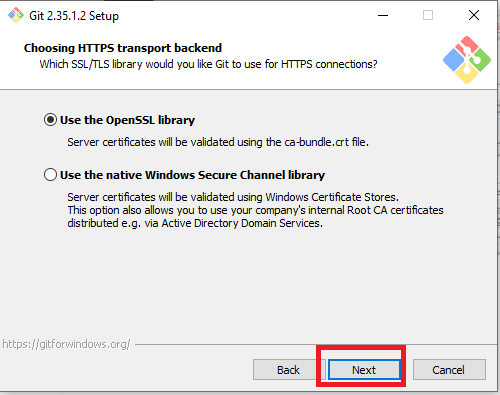 Git 2.35.1.2 Setup
Choosing HTTPS transport backend
Which SSL/TLS library would you like Git to use for HTTPS connections?
Use the OpenSSL library
Server certificates will be validated using the ca-bundle.crt file.
Use the native Windows Secure Channel library
Server certificates will be validated using Windows Certificate Stores.
This option also allows you to use your company's internal Root CA certificates
distributed e.g. via Active Directory Domain Services.
https://gitforwindows.org/
Back Next Cancel